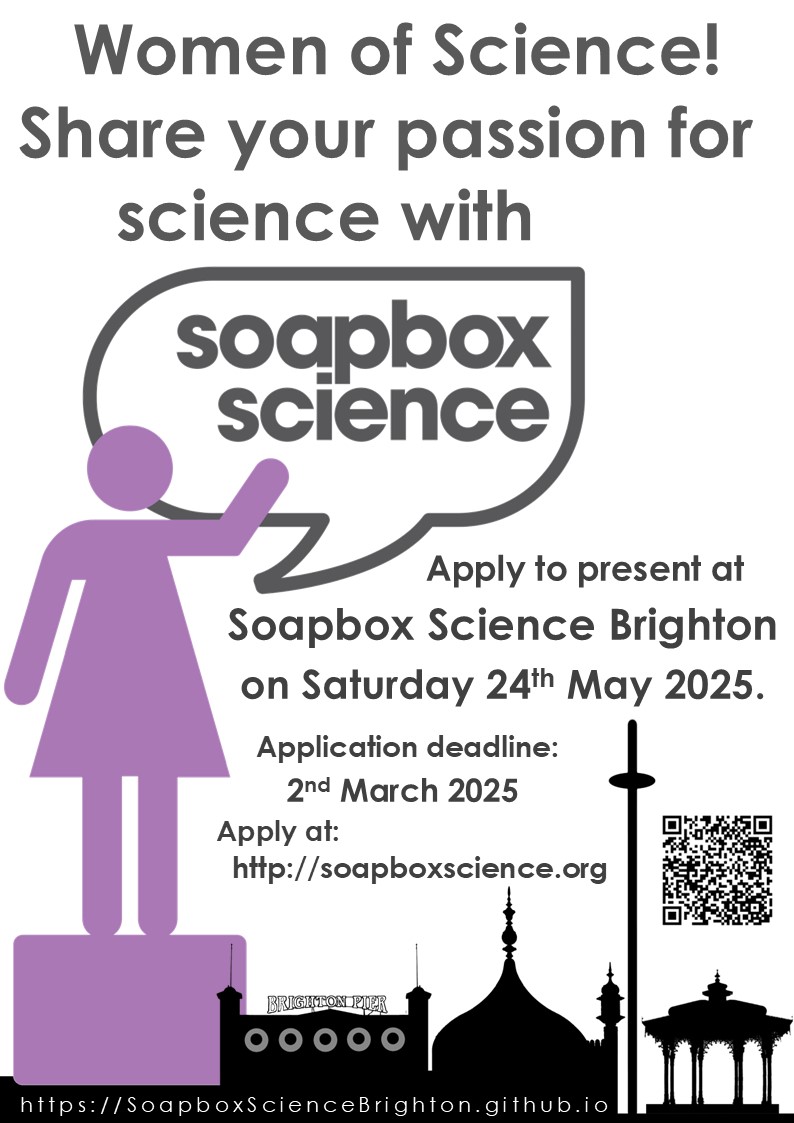 Women of Science!
Share your passion for
science with
soapbox
science
Apply to present at
Soapbox Science Brighton
on Saturday 24th May 2025.
Application deadline:
2nd March 2025
Apply at:
http://soapboxscience.org
BRIGHTON PIER
https://SoapboxScienceBrighton.github.io